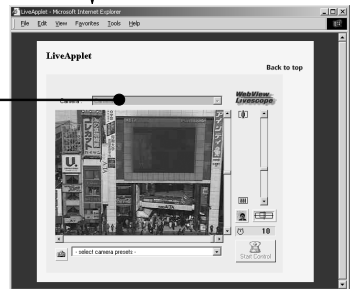 LiveApplet - Microsoft Internet Explorer
File Edit View Favorites Tools Help
LiveApplet
Back to top
Camera :
WebView
Livescope
U.
10
- select camera presets -
Start Control